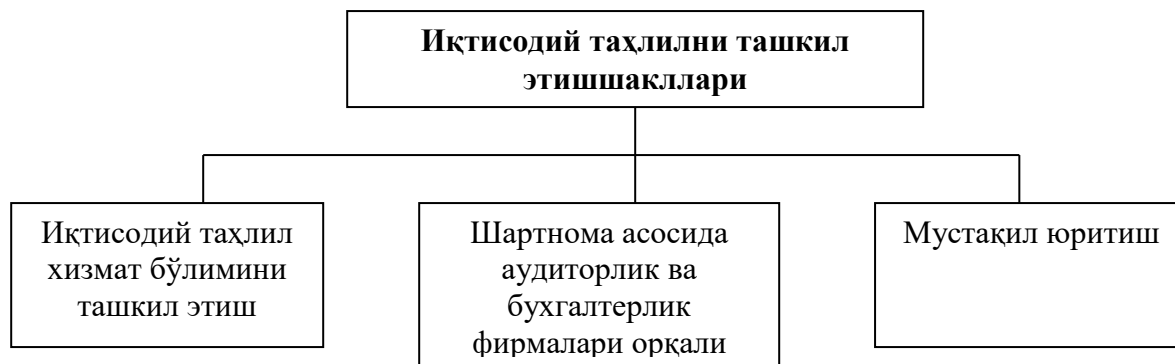 Иқтисодий таҳлилни ташкил
этишшакллари
Иқтисодий таҳлил
хизмат бўлимини
ташкил этиш
Шартнома асосида
аудиторлик ва
бухгалтерлик
фирмалари орқали
Мустақил юритиш